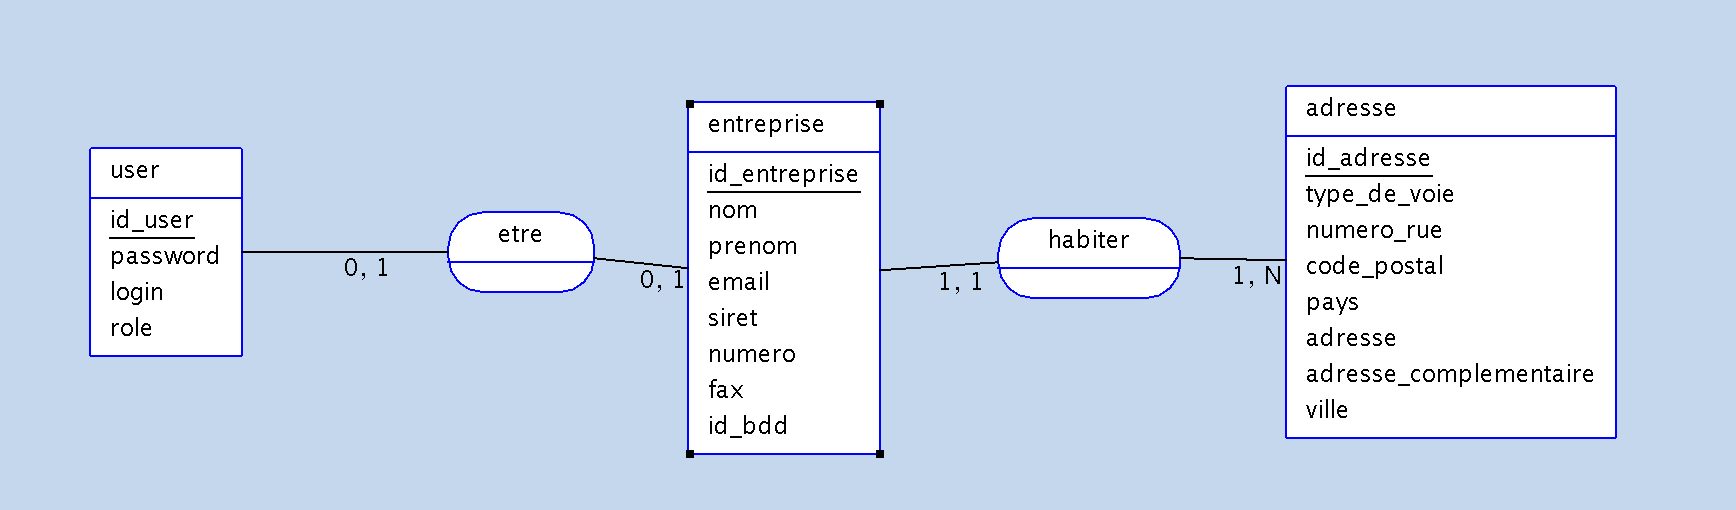 user
id_user
password
login
role
0, 1
etre
0, 1
entreprise
id_entreprise
nom
prenom
email
siret
numero
fax
id_bdd
1, 1
habiter
1, N
adresse
id_adresse
type_de_voie
numero_rue
code_postal
pays
adresse
adresse_complementaire
ville